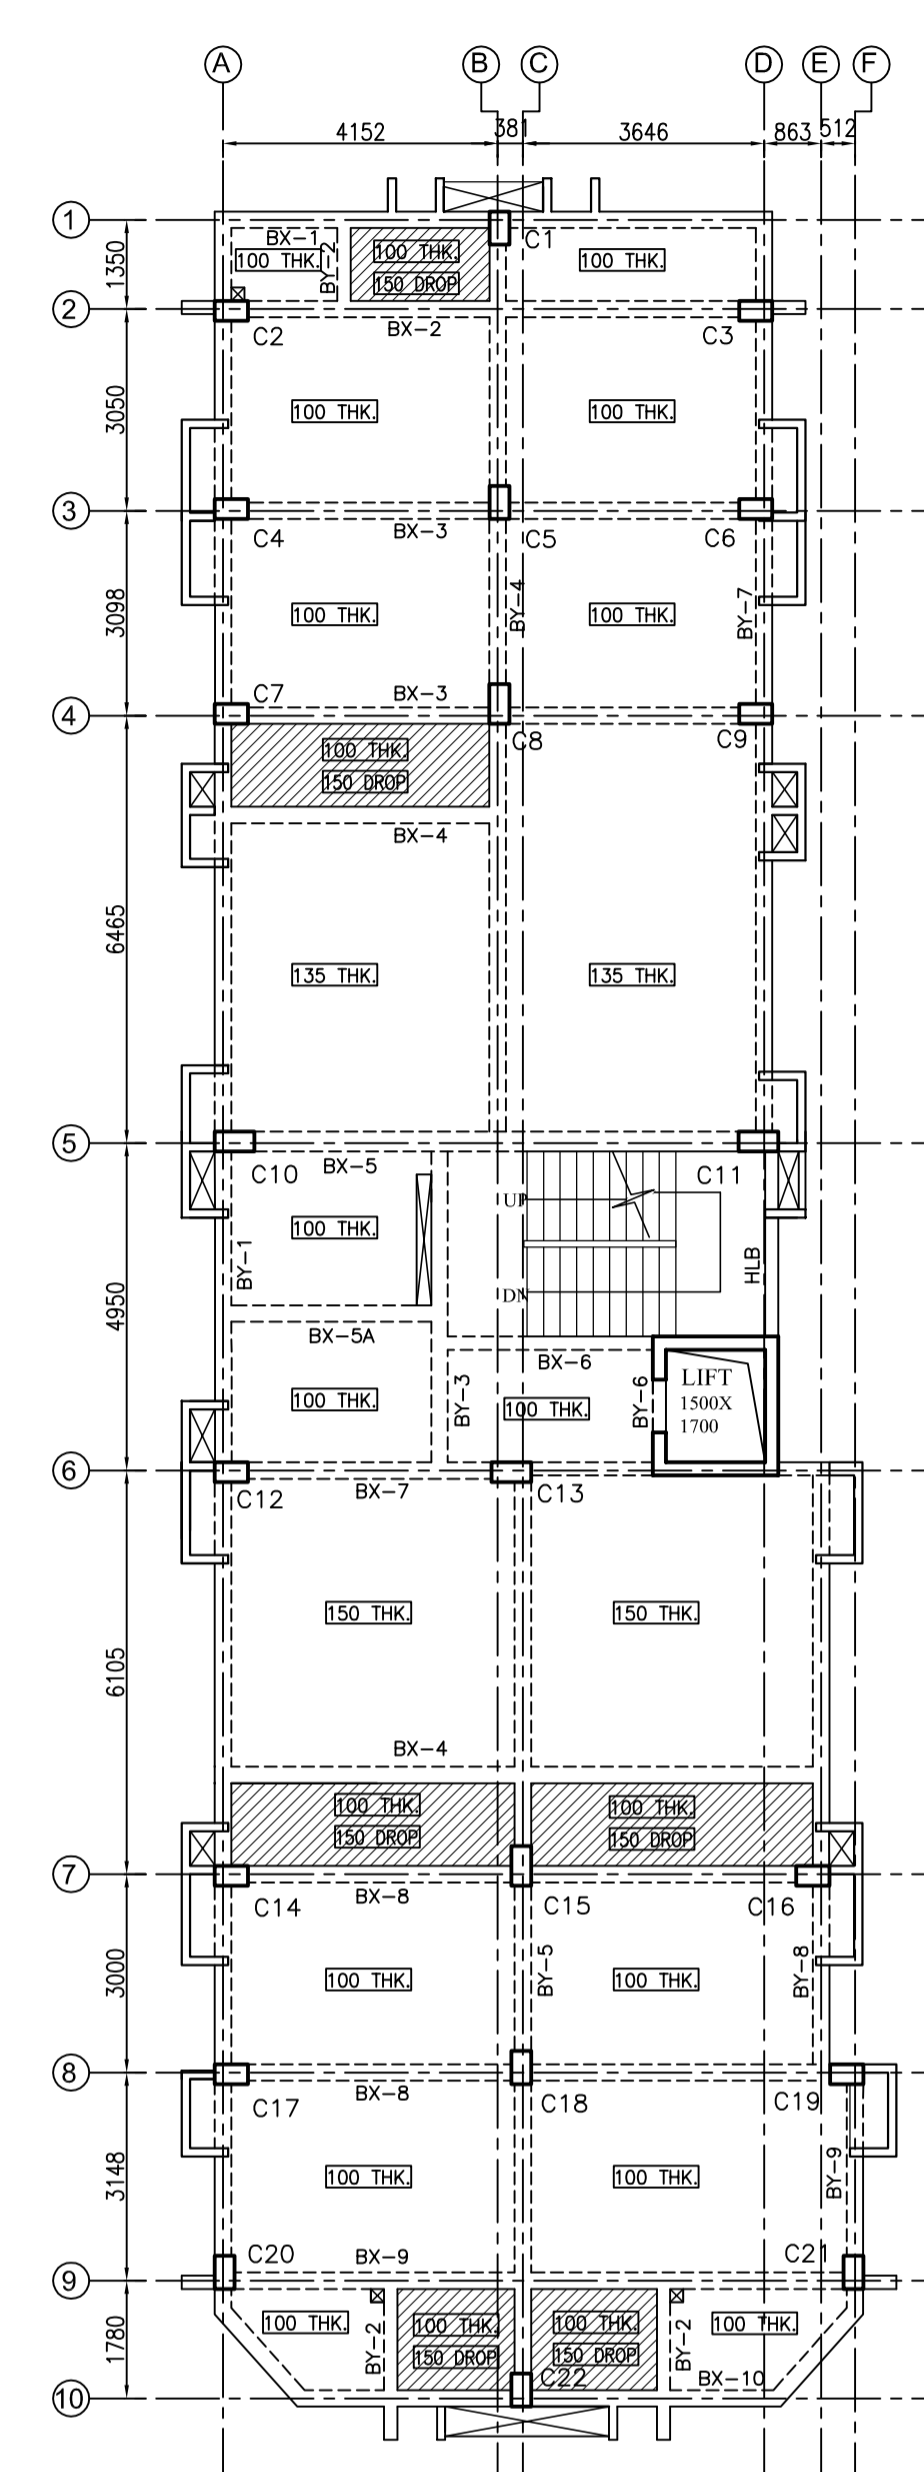 A B C D E F
4152 381 3646 863 512
1
1350
BX-1
100 THK.
BY-2
100 THK.
150 DROP
C1
100 THK.
2
C2
BX-2
C3
3050
100 THK.
100 THK.
3
C4
BX-3
C5
C6
3098
100 THK.
BY-4
100 THK.
BY-7
C7
BX-3
4
C8
C9
100 THK.
150 DROP
BX-4
6465
135 THK.
135 THK.
5
C10
BX-5
C11
UP
100 THK.
BY-1
HLB
DN
4950
BX-5A
BX-6
LIFT
1500X
1700
100 THK.
BY-3
100 THK.
BY-6
6
C12
BX-7
C13
150 THK.
150 THK.
6105
BX-4
100 THK.
150 DROP
100 THK.
150 DROP
7
C14
BX-8
C15
C16
3000
100 THK.
BY-5
100 THK.
BY-8
8
C17
BX-8
C18
C19
3148
100 THK.
100 THK.
BY-9
C20
BX-9
C21
9
1780
100 THK.
BY-2
100 THK.
150 DROP
100 THK.
150 DROP
BY-2
100 THK.
C22
BX-10
10